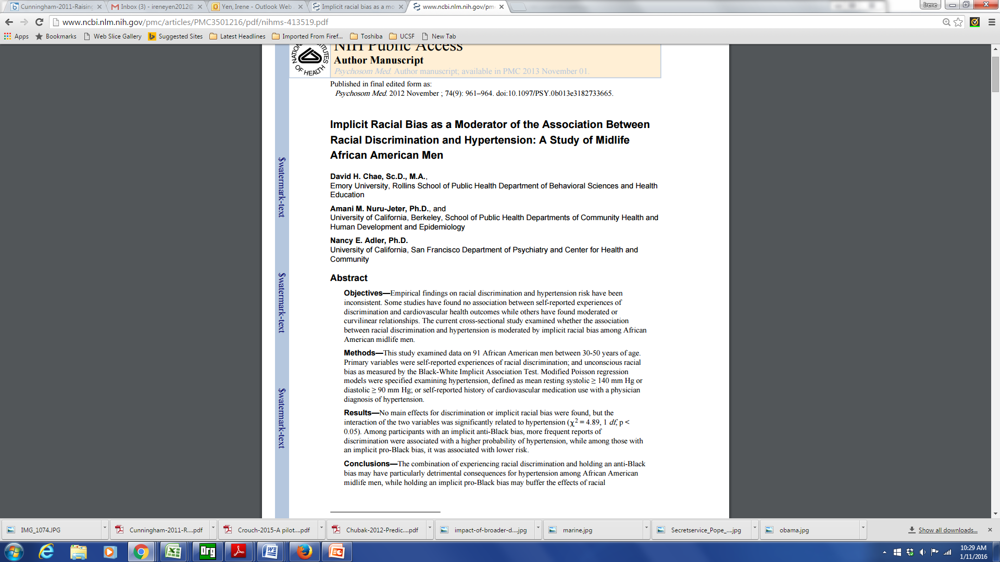 Cunningham-2011-Raising
Inbox (3) - ireneyen2012@
Yen, Irene - Outlook Web
Implicit racial bias as a mo
www.ncbi.nlm.nih.gov/pm
Irene
www.ncbi.nlm.nih.gov/pmc/articles/PMC3501216/pdf/nihms-413519.pdf
Apps
Bookmarks
Web Slice Gallery
Suggested Sites
Latest Headlines
Imported From Firef...
Toshiba
UCSF
New Tab
NIH Public Access
Author Manuscript
Psychosom Med. Author manuscript; available in PMC 2013 November 01.
OF HEALTH
Published in final edited form as:
Psychosom Med. 2012 November ; 74(9): 961–964. doi:10.1097/PSY.0b013e3182733665.
Implicit Racial Bias as a Moderator of the Association Between
Racial Discrimination and Hypertension: A Study of Midlife
African American Men
David H. Chae, Sc.D., M.A.,
Emory University, Rollins School of Public Health Department of Behavioral Sciences and Health
Education
Amani M. Nuru-Jeter, Ph.D., and
University of California, Berkeley, School of Public Health Departments of Community Health and
Human Development and Epidemiology
Nancy E. Adler, Ph.D.
University of California, San Francisco Department of Psychiatry and Center for Health and
Community
Abstract
Objectives—Empirical findings on racial discrimination and hypertension risk have been
inconsistent. Some studies have found no association between self-reported experiences of
discrimination and cardiovascular health outcomes while others have found moderated or
curvilinear relationships. The current cross-sectional study examined whether the association
between racial discrimination and hypertension is moderated by implicit racial bias among African
American midlife men.
Methods—This study examined data on 91 African American men between 30-50 years of age.
Primary variables were self-reported experiences of racial discrimination; and unconscious racial
bias as measured by the Black-White Implicit Association Test. Modified Poisson regression
models were specified examining hypertension, defined as mean resting systolic ≥ 140 mm Hg or
diastolic ≥ 90 mm Hg; or self-reported history of cardiovascular medication use with a physician
diagnosis of hypertension.
Results—No main effects for discrimination or implicit racial bias were found, but the
interaction of the two variables was significantly related to hypertension (χ2 = 4.89, 1 df, p <
0.05). Among participants with an implicit anti-Black bias, more frequent reports of
discrimination were associated with a higher probability of hypertension, while among those with
an implicit pro-Black bias, it was associated with lower risk.
Conclusions—The combination of experiencing racial discrimination and holding an anti-Black
bias may have particularly detrimental consequences for hypertension among African American
midlife men, while holding an implicit pro-Black bias may buffer the effects of racial
$watermark-text
$watermark-text
$watermark-text
IMG_1074.JPG
Cunningham-2011-R....pdf
Crouch-2015-A pilot....pdf
Chubak-2012-Predic....pdf
impact-of-broader-d....jpg
marine.jpg
Secretservice_Pope_....jpg
obama.jpg
Show all downloads...
Org
10:29 AM
1/11/2016